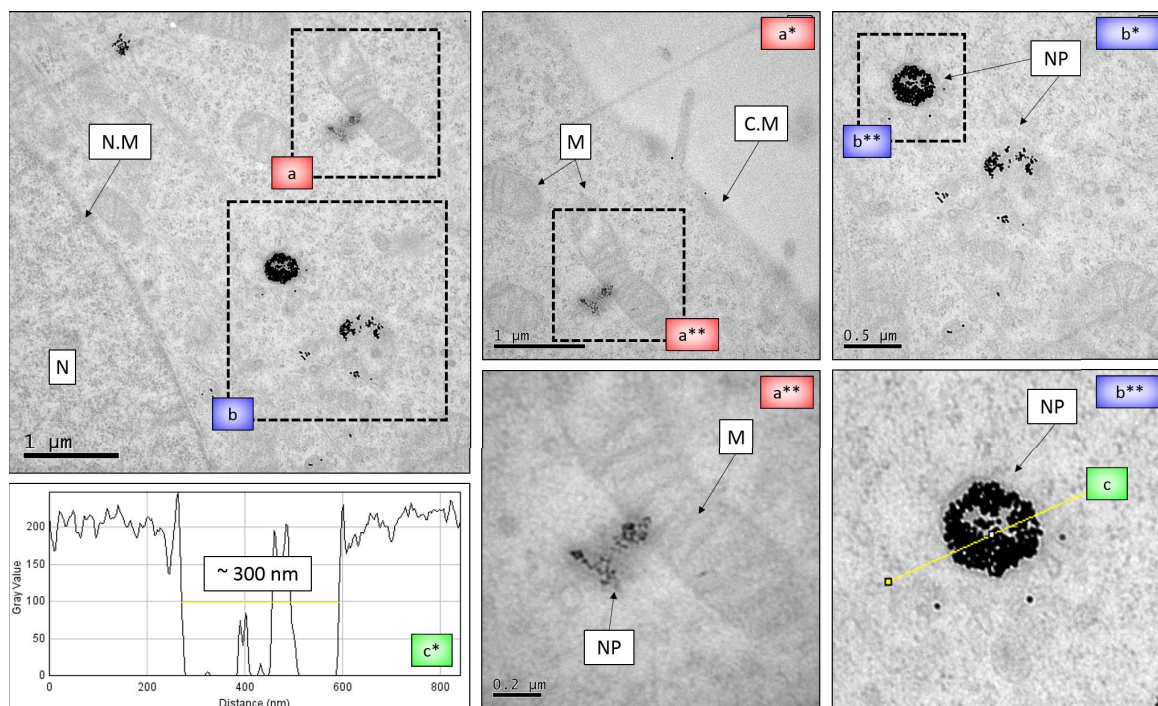 N.M
a
N
b
1 µm
a*
M
C.M
1 µm
a**
b*
NP
b**
0.5 µm
200
150
100
50
0
Gray Value
~ 300 nm
c*
0 200 400 600 800
Distance (nm)
a**
M
NP
0.2 µm
b**
NP
c